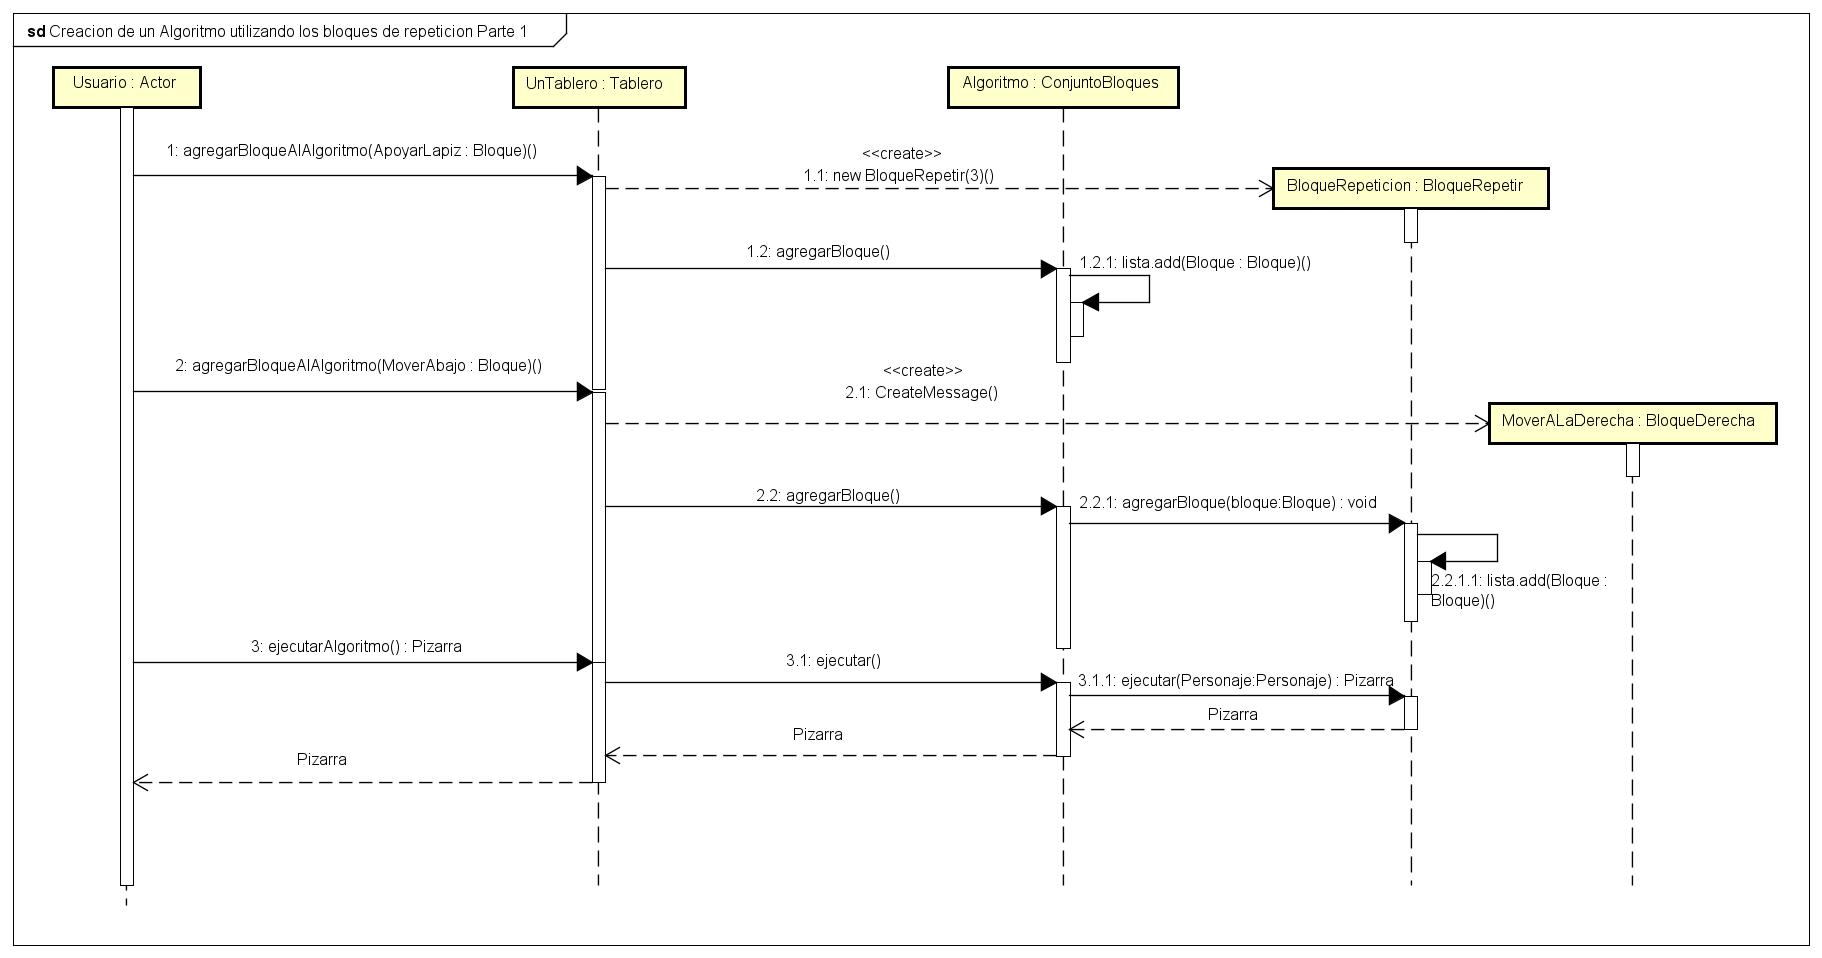 sd Creacion de un Algoritmo utilizando los bloques de repeticion Parte 1
Usuario : Actor
UnTablero : Tablero
Algoritmo : ConjuntoBloques
1: agregarBloqueAlAlgoritmo(ApoyarLapiz : Bloque)()
<<create>>
1.1: new BloqueRepetir(3)()
BloqueRepeticion : BloqueRepetir
1.2: agregarBloque()
1.2.1: lista.add(Bloque : Bloque)()
2: agregarBloqueAlAlgoritmo(MoverAbajo : Bloque)()
<<create>>
2.1: CreateMessage()
MoverALaDerecha : BloqueDerecha
2.2: agregarBloque()
2.2.1: agregarBloque(bloque:Bloque) : void
2.2.1.1: lista.add(Bloque :
Bloque)()
3: ejecutarAlgoritmo() : Pizarra
3.1: ejecutar()
3.1.1: ejecutar(Personaje:Personaje) : Pizarra
Pizarra
Pizarra
Pizarra